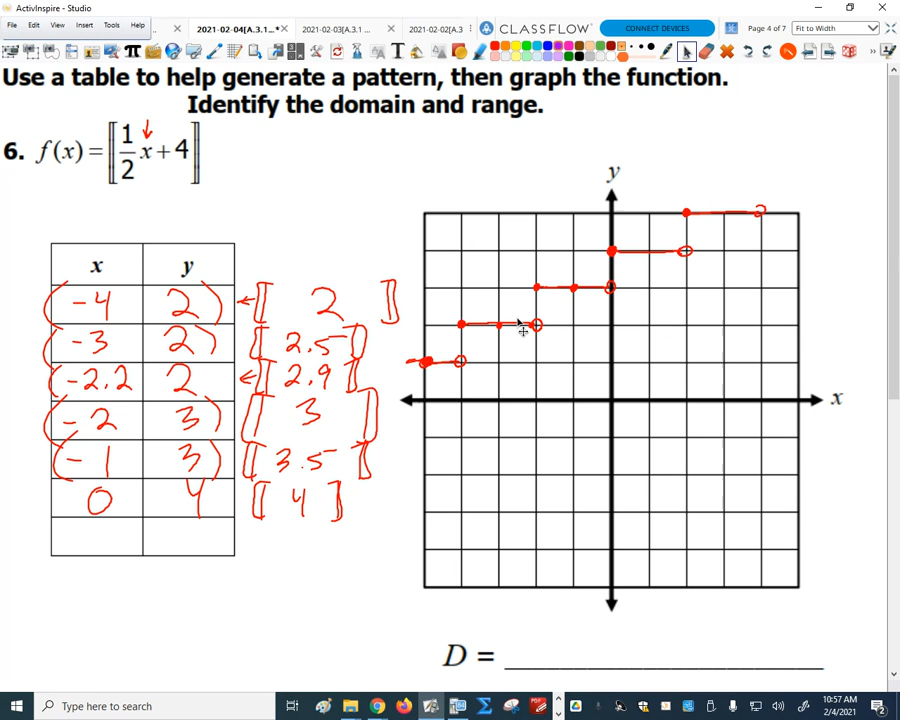 ActivInspire - Studio
File Edit View Insert Tools Help
2021-02-04(A.3.1...* 2021-02-03(A.3.1 ... 2021-02-02(A.3
CLASSFLOW CONNECT DEVICES Page 4 of 7 Fit to Width
Use a table to help generate a pattern, then graph the function.
Identify the domain and range.
6. f(x) = ⟦1/2 x + 4⟧
x y
(-4 2) ←⟦ 2 ⟧
(-3 2) ⟦ 2.5 ⟧
(-2.2 2 ←⟦ 2.9 ⟧
(-2 3) ⟦ 3 ⟧
(-1 3) ⟦ 3.5 ⟧
0 4 ⟦ 4 ⟧
y
x
D = ____________________
Type here to search
10:57 AM
2/4/2021
2